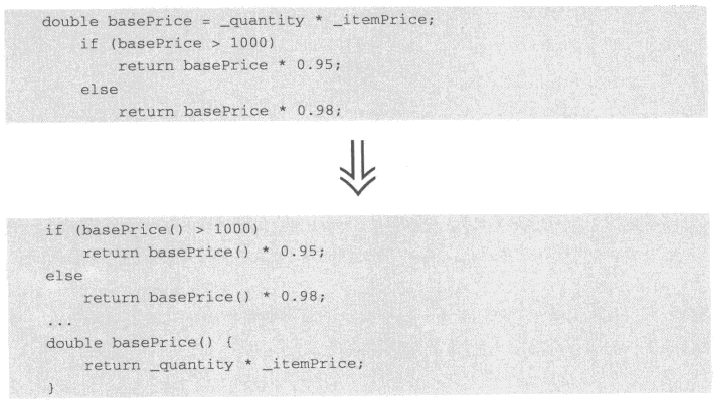 double basePrice = _quantity * _itemPrice;
    if (basePrice > 1000)
        return basePrice * 0.95;
    else
        return basePrice * 0.98;
if (basePrice() > 1000)
    return basePrice() * 0.95;
else
    return basePrice() * 0.98;
...
double basePrice() {
    return _quantity * _itemPrice;
}